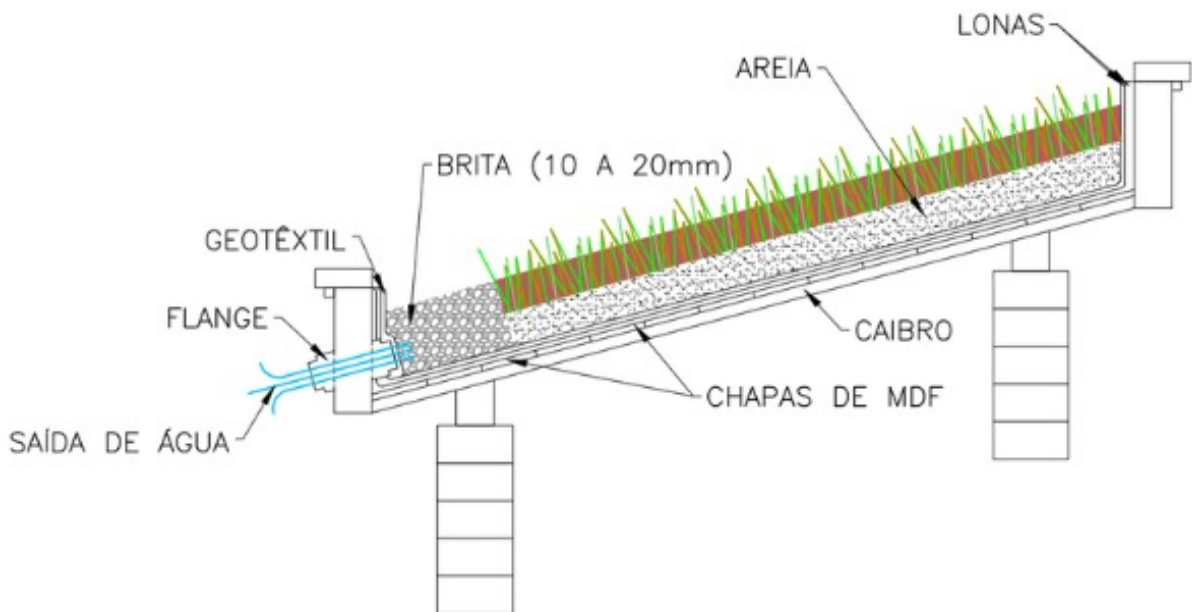 LONAS
AREIA
BRITA (10 A 20mm)
GEOTÊXTIL
FLANGE
CAIBRO
CHAPAS DE MDF
SAÍDA DE ÁGUA